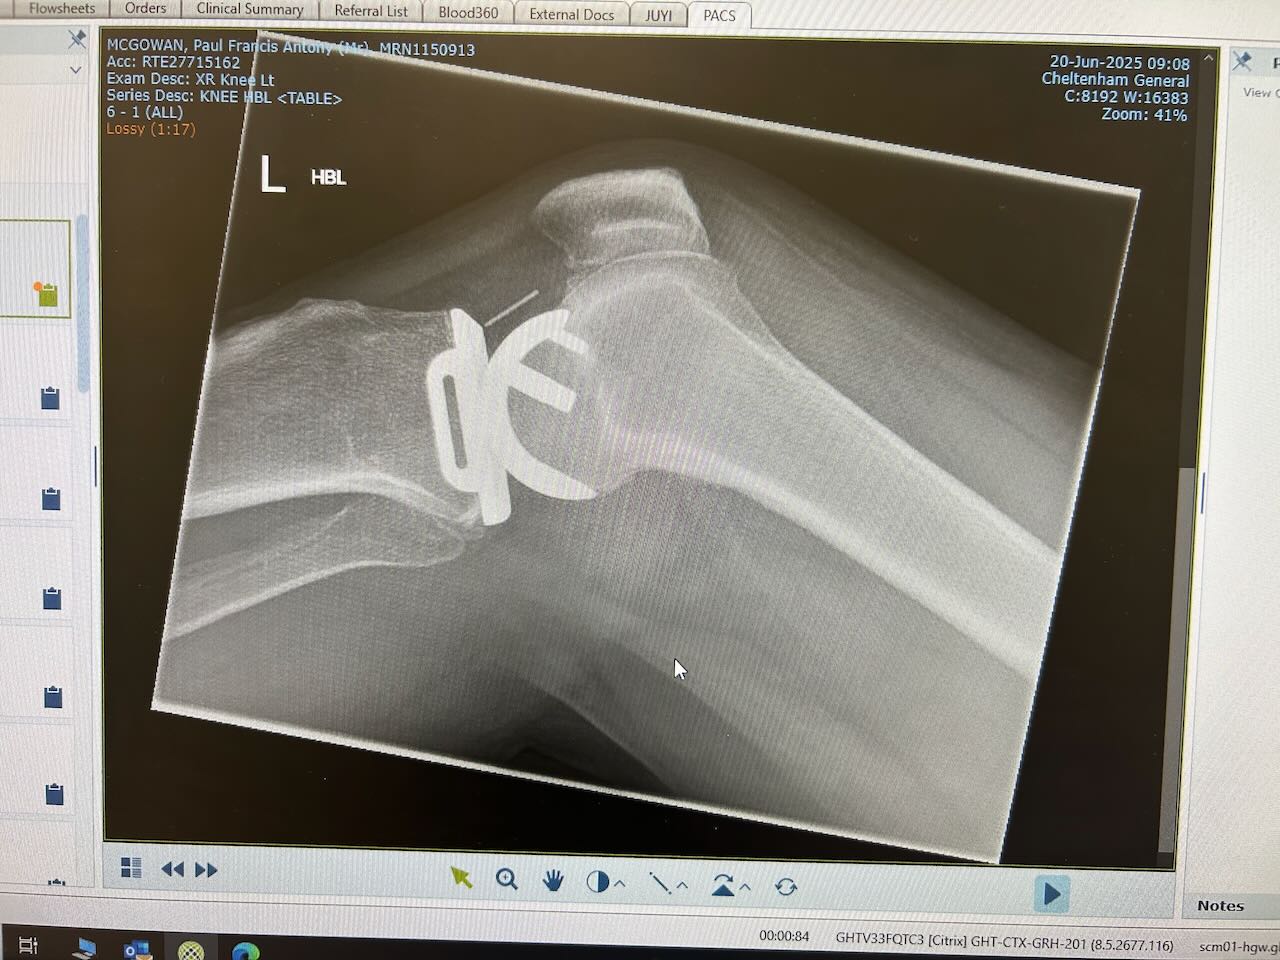 Flowsheets Orders Clinical Summary Referral List Blood360 External Docs JUYI PACS
MCGOWAN, Paul Francis Antony (Mr), MRN1150913
Acc: RTE27715162
Exam Desc: XR Knee Lt
Series Desc: KNEE HBL <TABLE>
6 - 1 (ALL)
Lossy (1:17)
20-Jun-2025 09:08
Cheltenham General
C:8192 W:16383
Zoom: 41%
View
L HBL
Notes
00:00:84 GHTV33FQTC3 [Citrix] GHT-CTX-GRH-201 (8.5.2677.116) scm01-hgw.gl